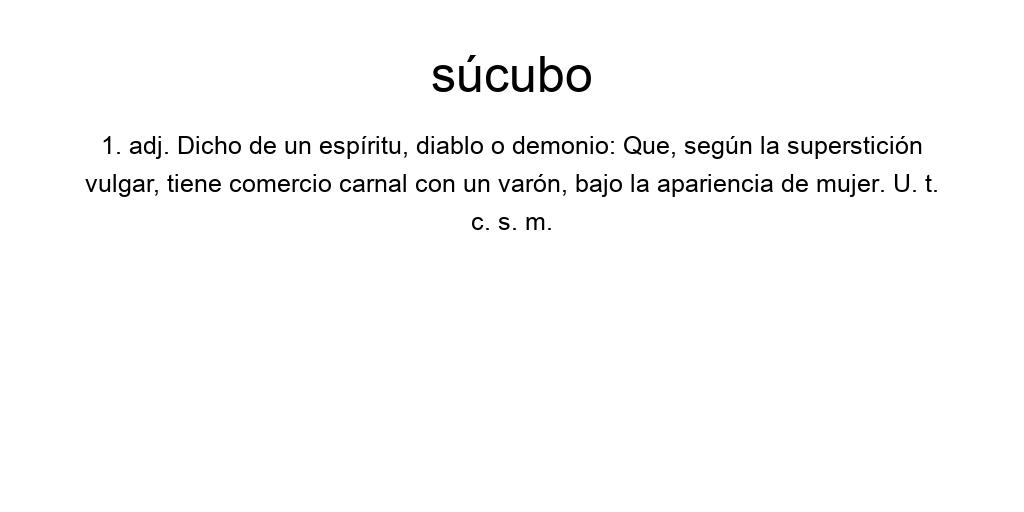 súcubo
1. adj. Dicho de un espíritu, diablo o demonio: Que, según la superstición
vulgar, tiene comercio carnal con un varón, bajo la apariencia de mujer. U. t.
c. s. m.